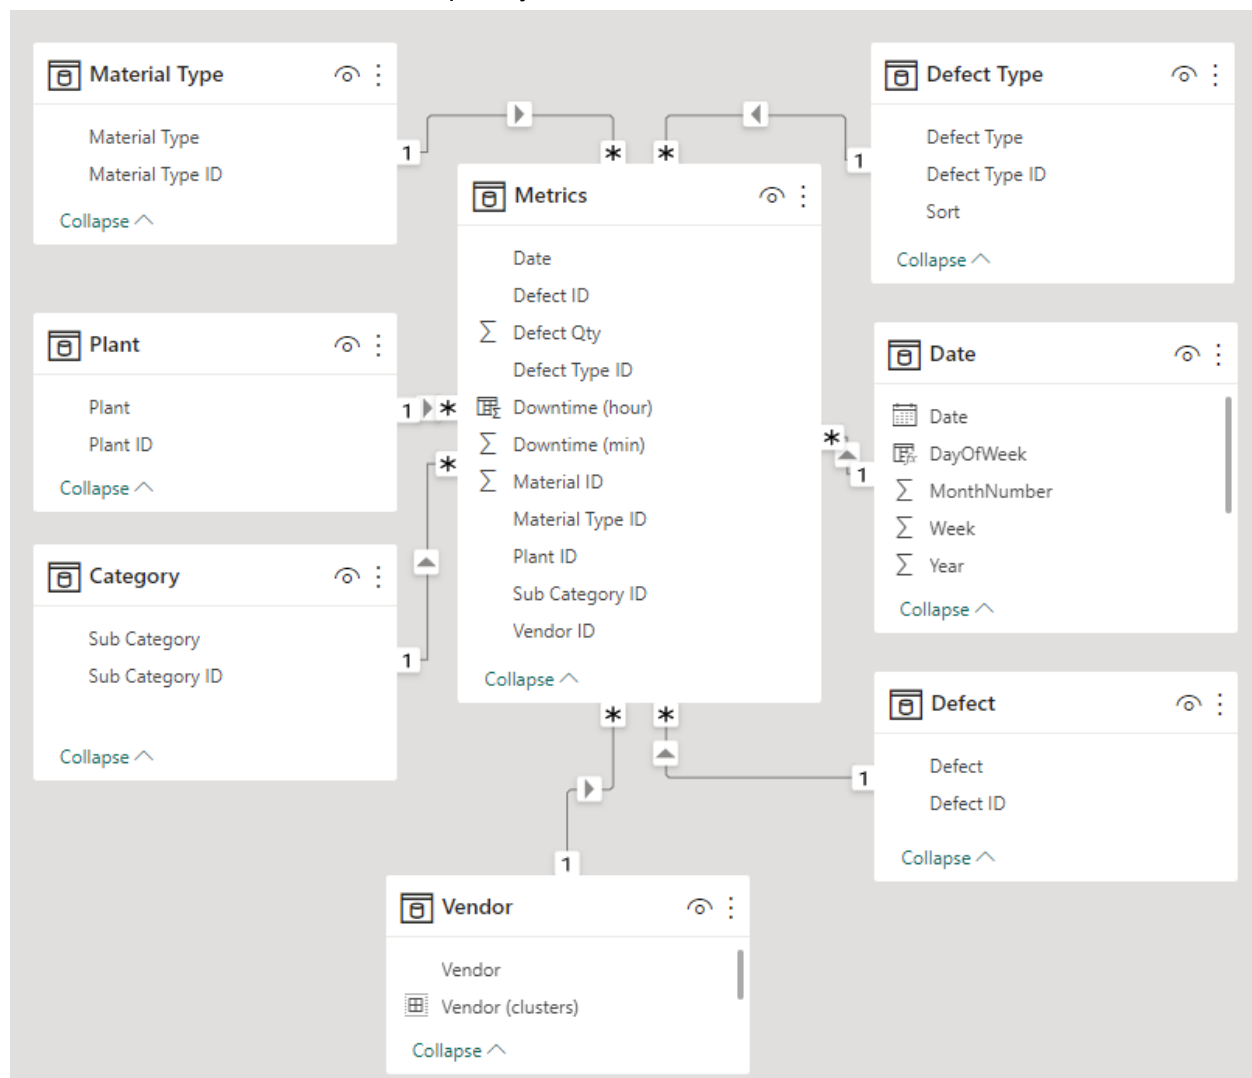 Material Type
Material Type
Material Type ID
Collapse
1
*
Defect Type
Defect Type
Defect Type ID
Sort
Collapse
1
*
Metrics
Date
Defect ID
Defect Qty
Defect Type ID
Downtime (hour)
Downtime (min)
Material ID
Material Type ID
Plant ID
Sub Category ID
Vendor ID
Collapse
Plant
Plant
Plant ID
Collapse
1
*
Date
Date
DayOfWeek
MonthNumber
Week
Year
Collapse
1
*
Category
Sub Category
Sub Category ID
Collapse
1
*
Defect
Defect
Defect ID
Collapse
1
*
Vendor
Vendor
Vendor (clusters)
Collapse
1
*